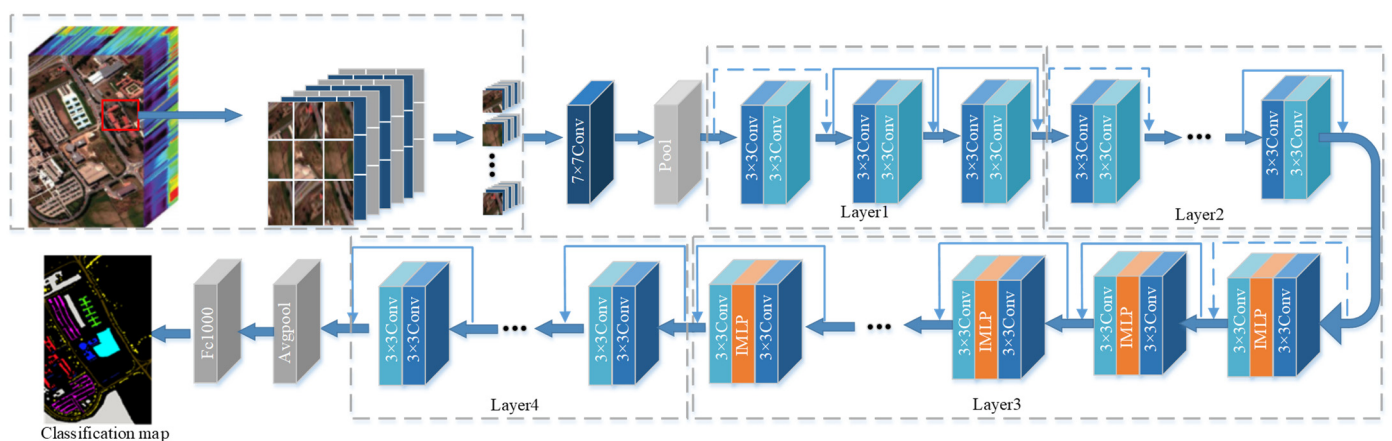 7×7Conv
Pool
3×3Conv
3×3Conv
3×3Conv
3×3Conv
3×3Conv
3×3Conv
Layer1
3×3Conv
3×3Conv
3×3Conv
3×3Conv
Layer2
3×3Conv
IMLP
3×3Conv
3×3Conv
IMLP
3×3Conv
3×3Conv
IMLP
3×3Conv
3×3Conv
IMLP
3×3Conv
Layer3
3×3Conv
3×3Conv
3×3Conv
3×3Conv
Layer4
Avgpool
Fc1000
Classification map